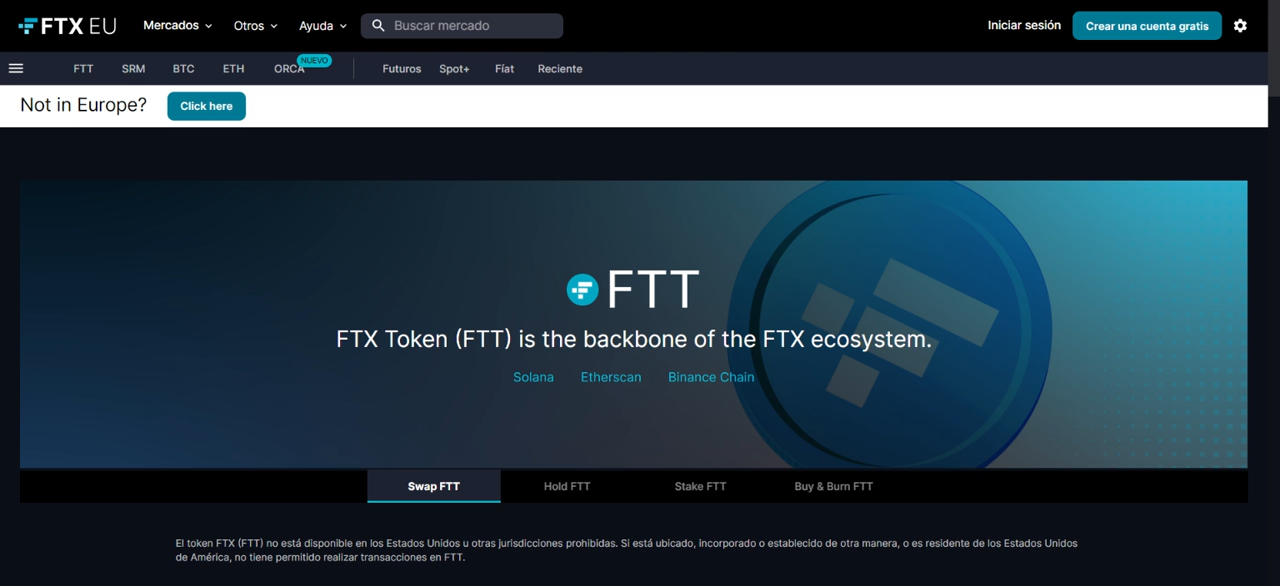 FTX EU Mercados Otros Ayuda Buscar mercado Iniciar sesión Crear una cuenta gratis
FTT SRM BTC ETH ORCA NUEVO Futuros Spot+ Fíat Reciente
Not in Europe? Click here
FTT
FTX Token (FTT) is the backbone of the FTX ecosystem.
Solana Etherscan Binance Chain
Swap FTT Hold FTT Stake FTT Buy & Burn FTT
El token FTX (FTT) no está disponible en los Estados Unidos u otras jurisdicciones prohibidas. Si está ubicado, incorporado o establecido de otra manera, o es residente de los Estados Unidos
de América, no tiene permitido realizar transacciones en FTT.